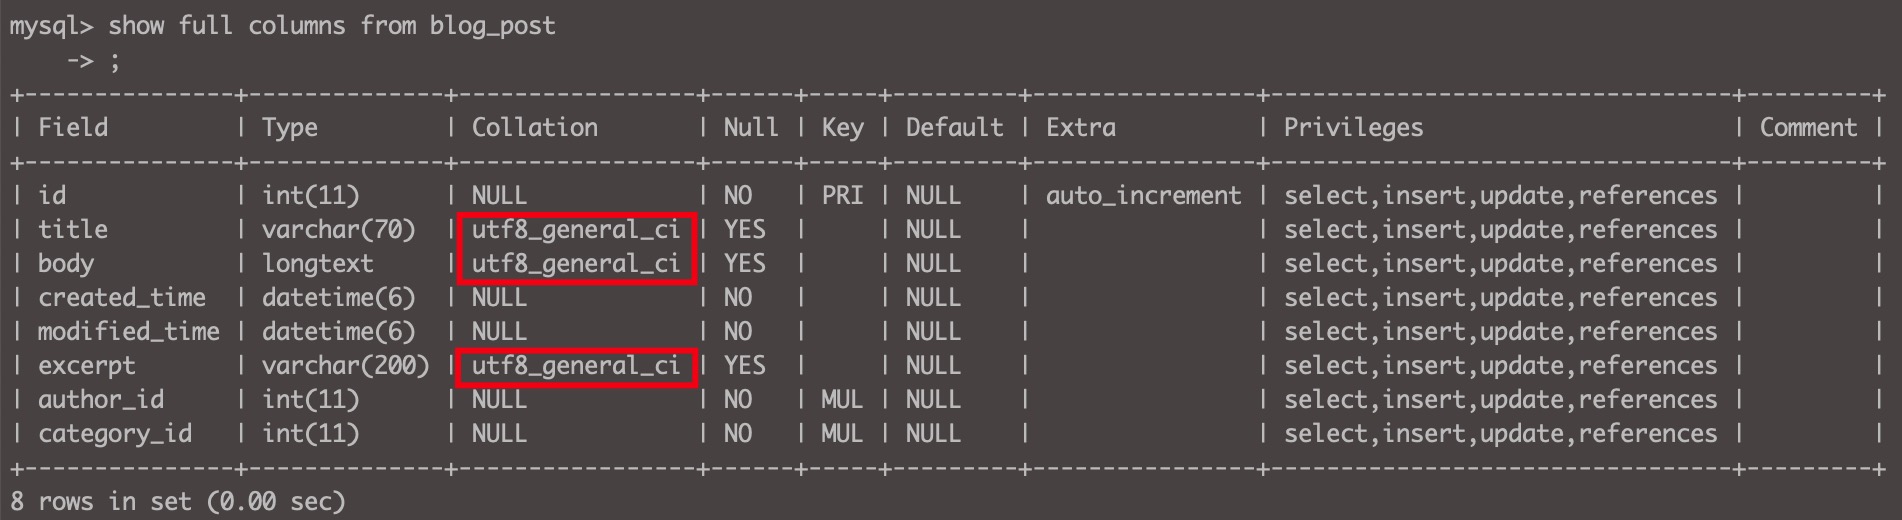 mysql> show full columns from blog_post
    -> ;
+---------------+--------------+-----------------+------+-----+---------+----------------+---------------------------------+---------+
| Field         | Type         | Collation       | Null | Key | Default | Extra          | Privileges                      | Comment |
+---------------+--------------+-----------------+------+-----+---------+----------------+---------------------------------+---------+
| id            | int(11)      | NULL            | NO   | PRI | NULL    | auto_increment | select,insert,update,references |         |
| title         | varchar(70)  | utf8_general_ci | YES  |     | NULL    |                | select,insert,update,references |         |
| body          | longtext     | utf8_general_ci | YES  |     | NULL    |                | select,insert,update,references |         |
| created_time  | datetime(6)  | NULL            | NO   |     | NULL    |                | select,insert,update,references |         |
| modified_time | datetime(6)  | NULL            | NO   |     | NULL    |                | select,insert,update,references |         |
| excerpt       | varchar(200) | utf8_general_ci | YES  |     | NULL    |                | select,insert,update,references |         |
| author_id     | int(11)      | NULL            | NO   | MUL | NULL    |                | select,insert,update,references |         |
| category_id   | int(11)      | NULL            | NO   | MUL | NULL    |                | select,insert,update,references |         |
+---------------+--------------+-----------------+------+-----+---------+----------------+---------------------------------+---------+
8 rows in set (0.00 sec)